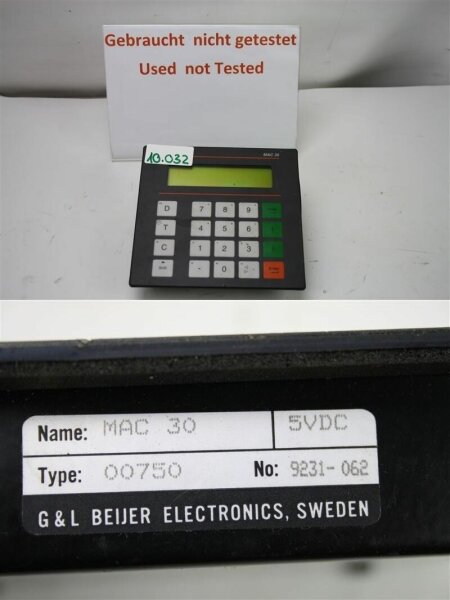 Gebraucht nicht getestet
Used not Tested
10.032
MAC 30
D 7 8 9
T 4 5 6
C 1 2 3
- 0
Name: MAC 30 5VDC
Type: 00750 No: 9231-062
G & L BEIJER ELECTRONICS, SWEDEN